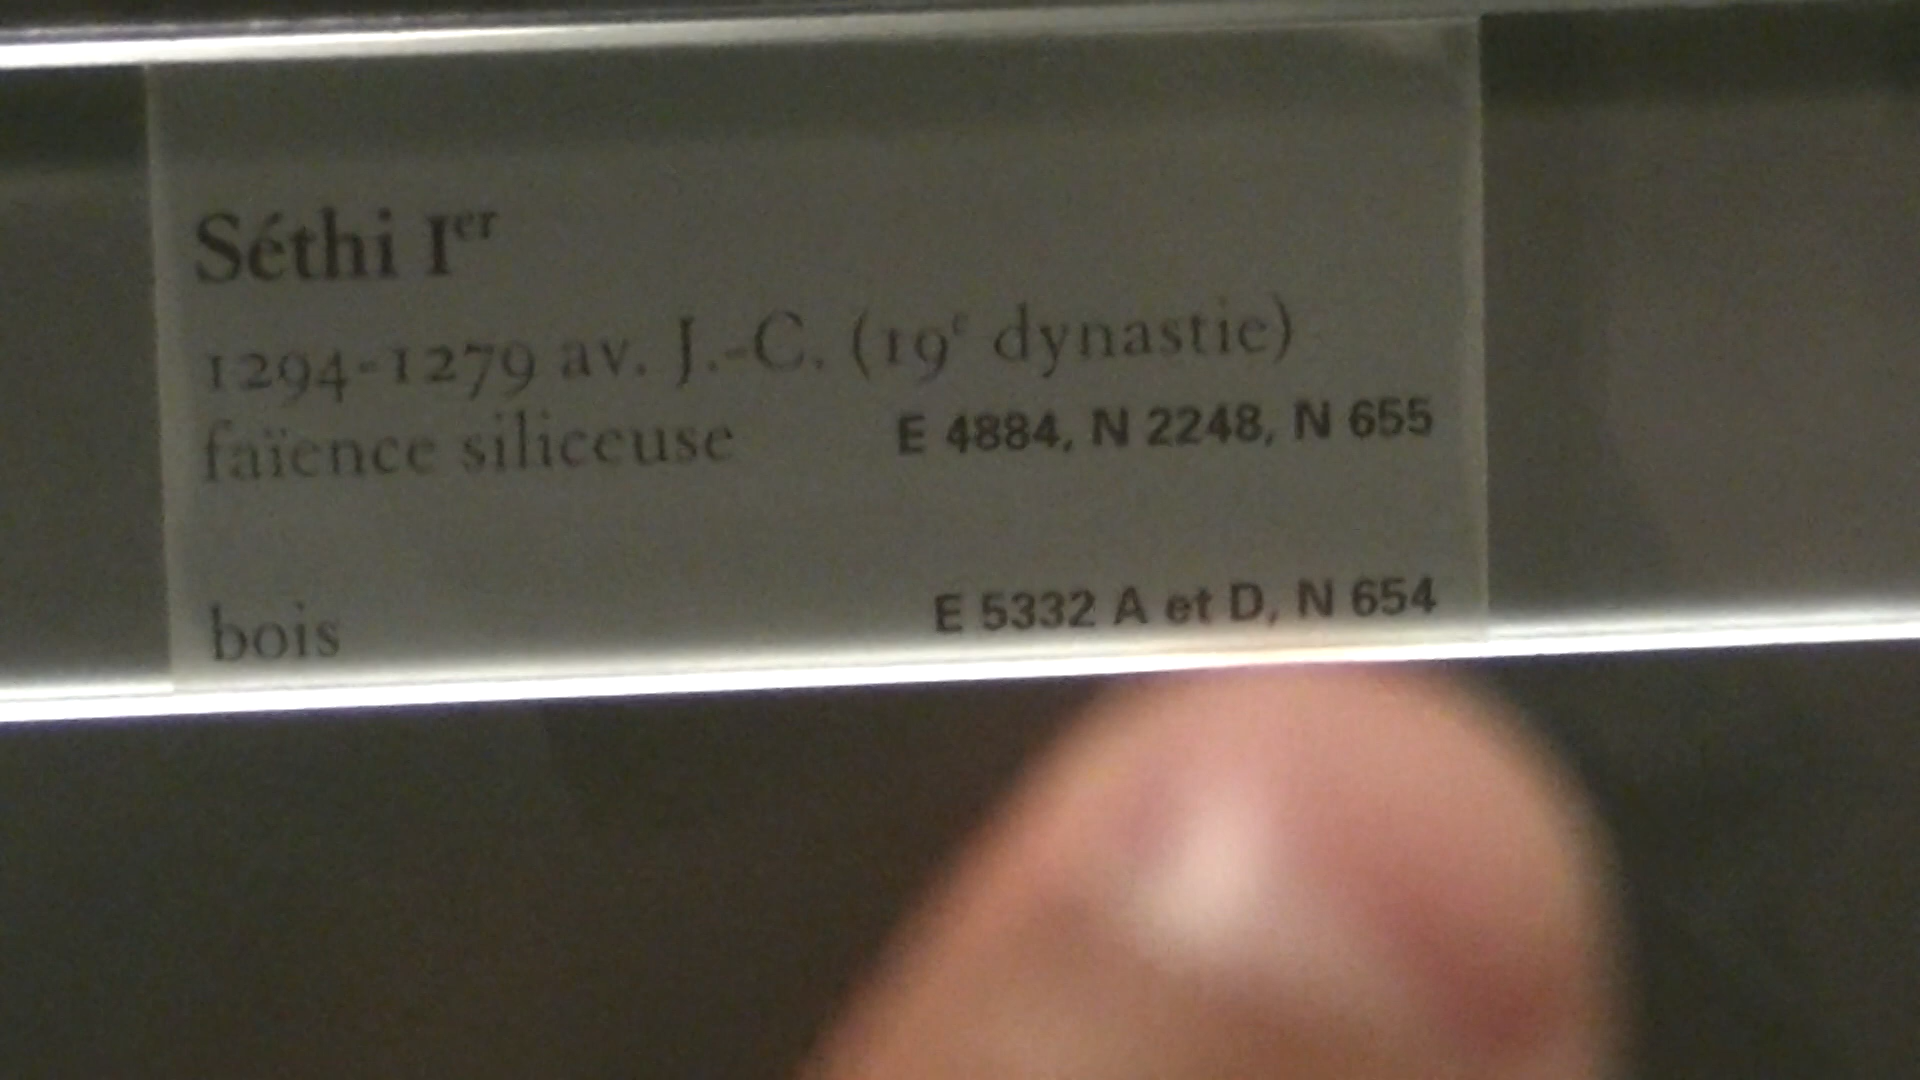 Séthi Iᵉʳ
1294-1279 av. J.-C. (19ᵉ dynastie)
faïence siliceuse E 4884, N 2248, N 655
bois E 5332 A et D, N 654